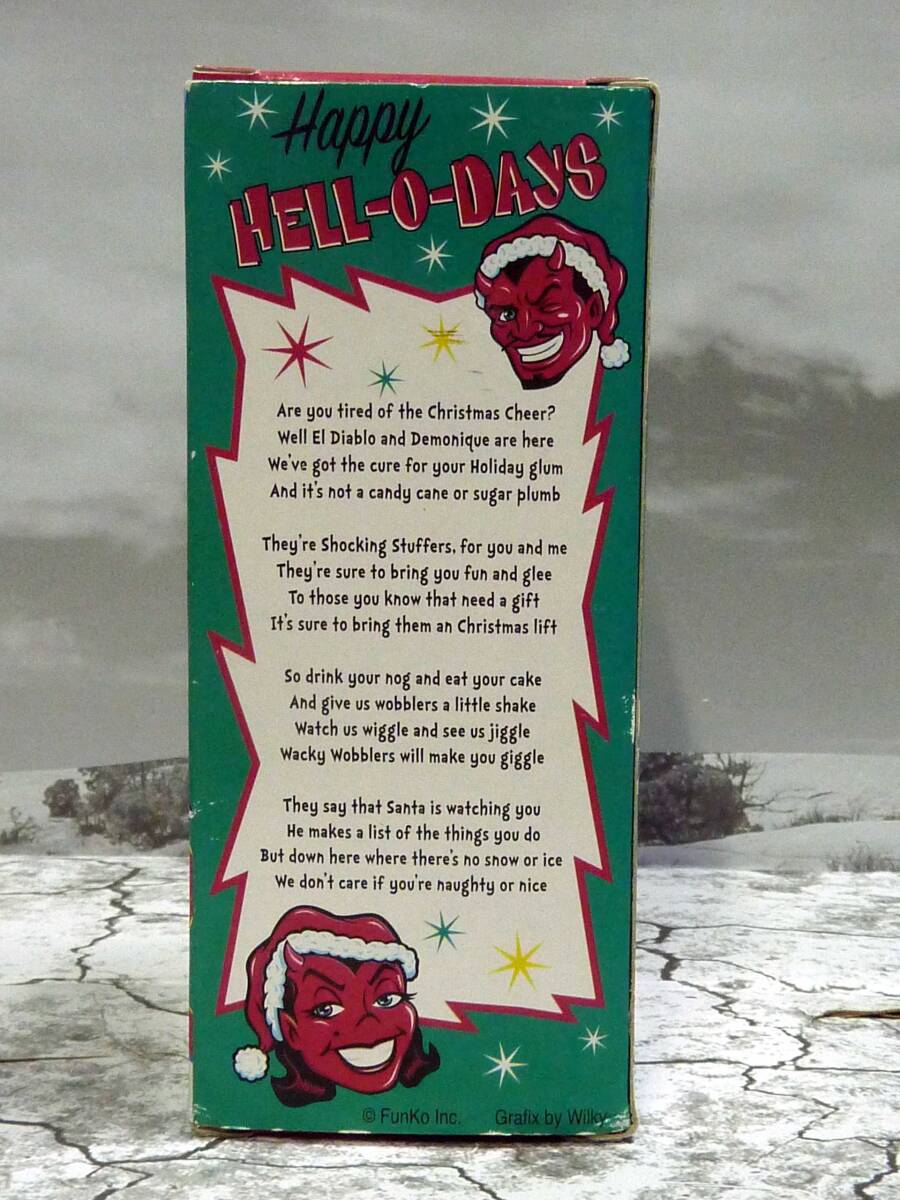 Happy
HELL-O-DAYS
Are you tired of the Christmas Cheer?
Well El Diablo and Demonique are here
We've got the cure for your Holiday glum
And it's not a candy cane or sugar plumb
They're Shocking Stuffers, for you and me
They're sure to bring you fun and glee
To those you know that need a gift
It's sure to bring them an Christmas lift
So drink your nog and eat your cake
And give us wobblers a little shake
Watch us wiggle and see us jiggle
Wacky Wobblers will make you giggle
They say that Santa is watching you
He makes a list of the things you do
But down here where there's no snow or ice
We don't care if you're naughty or nice
© FunKo Inc. Grafix by Wilky